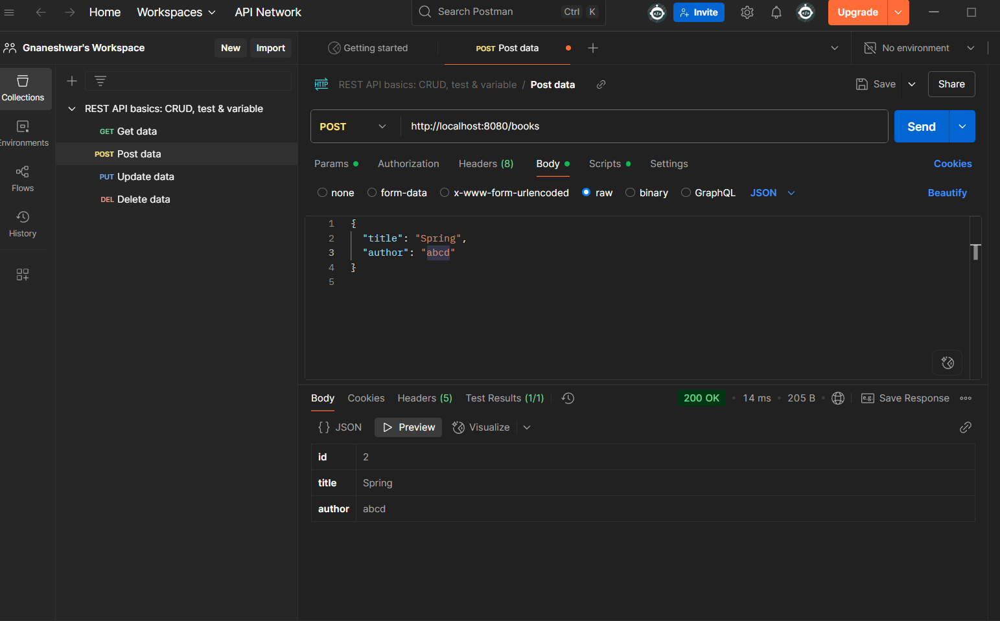 Home Workspaces API Network Search Postman Ctrl K Invite Upgrade
Gnaneshwar's Workspace New Import Getting started POST Post data No environment
Collections
Environments
Flows
History
REST API basics: CRUD, test & variable
GET Get data
POST Post data
PUT Update data
DEL Delete data
HTTP REST API basics: CRUD, test & variable / Post data Save Share
POST http://localhost:8080/books Send
Params Authorization Headers (8) Body Scripts Settings Cookies
none form-data x-www-form-urlencoded raw binary GraphQL JSON Beautify
1 {
2 "title": "Spring",
3 "author": "abcd"
4 }
5
Body Cookies Headers (5) Test Results (1/1) 200 OK • 14 ms • 205 B • e.g. Save Response
{} JSON Preview Visualize
id 2
title Spring
author abcd